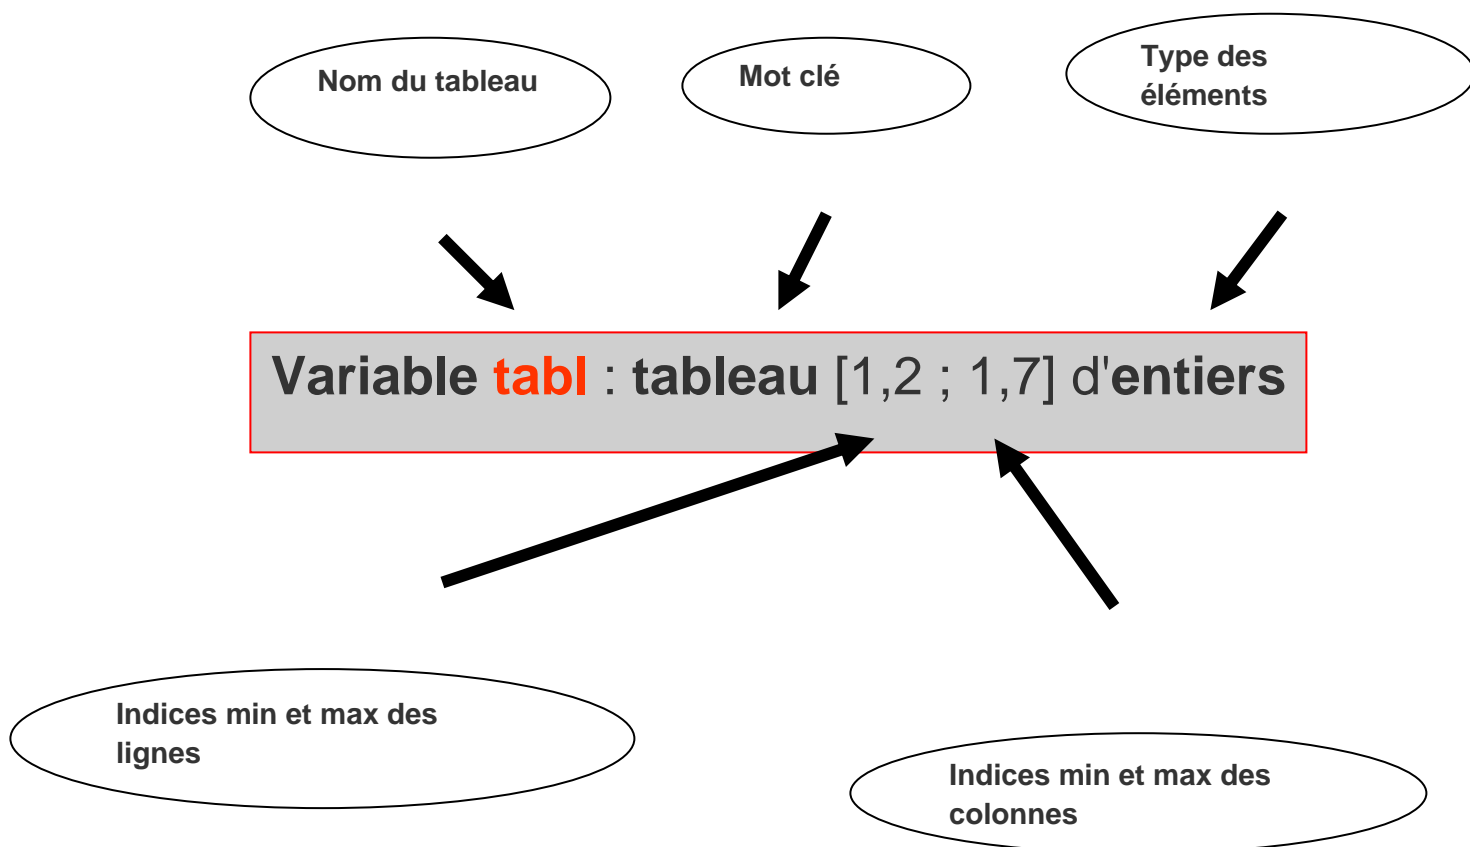 Nom du tableau
Mot clé
Type des
éléments
Variable tabl : tableau [1,2 ; 1,7] d'entiers
Indices min et max des
lignes
Indices min et max des
colonnes